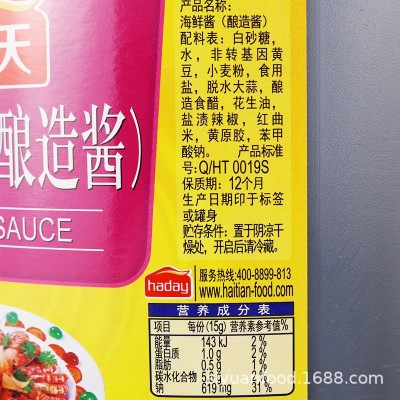 天
酿造酱)
SAUCE
产品名称:
海鲜酱(酿造酱)
配料表: 白砂糖,
水, 非转基因黄
豆, 小麦粉, 食用
盐, 脱水大蒜, 酿
造食醋, 花生油,
盐渍辣椒, 红曲
米, 黄原胶, 苯甲
酸钠。 产品标准
号:Q/HT 0019S
保质期: 12个月
生产日期印于标签
或罐身
贮存条件: 置于阴凉干
燥处, 开启后请冷藏。
haday
服务热线:400-8899-813
www.haitian-food.com
营养成分表
项目 每份(15g) 营养素参考值%
能量 143 kJ 2%
蛋白质 1.0 g 2%
脂肪 0.5 g 1%
碳水化合物 2%
钠 619 mg 31%